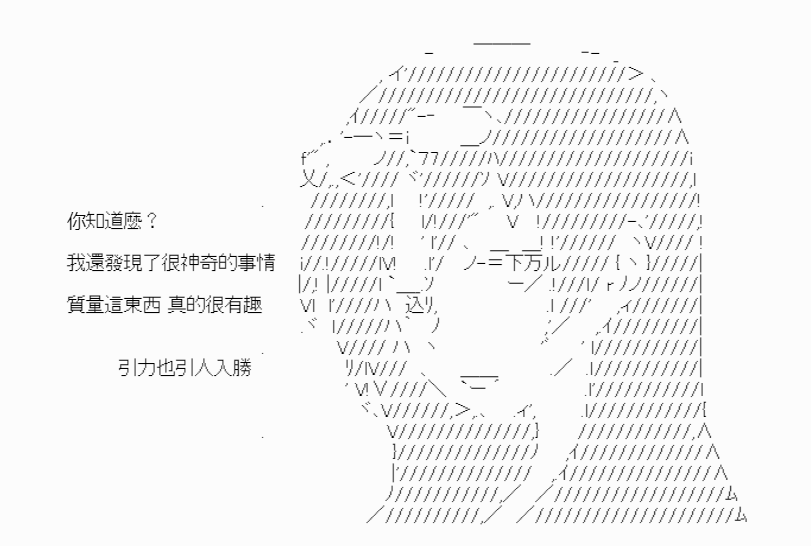 你知道麼？
我還發現了很神奇的事情
質量這東西 真的很有趣
引力也引人入勝